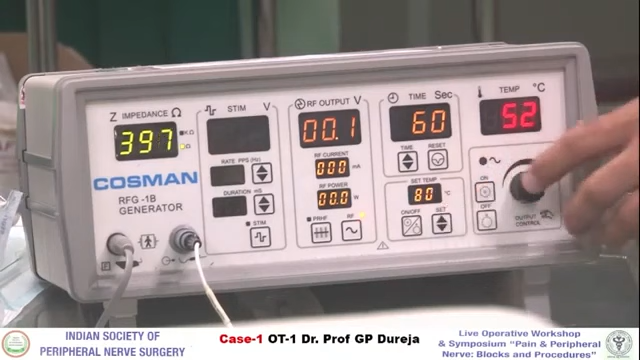 Z IMPEDANCE Ω
397
K.Ω
Ω
COSMAN
RFG -1B
GENERATOR
STIM V
RATE PPS (Hz)
DURATION mS
STIM
RF OUTPUT V
00.1
RF CURRENT
000 mA
RF POWER
00.0 W
PRHF RF
TIME Sec
60
TIME RESET
SET TEMP
80 °C
ON/OFF SET
TEMP °C
52
ON
OFF
OUTPUT
CONTROL
INDIAN SOCIETY OF
PERIPHERAL NERVE SURGERY
Case-1 OT-1 Dr. Prof GP Dureja
Live Operative Workshop
& Symposium "Pain & Peripheral
Nerve: Blocks and Procedures"